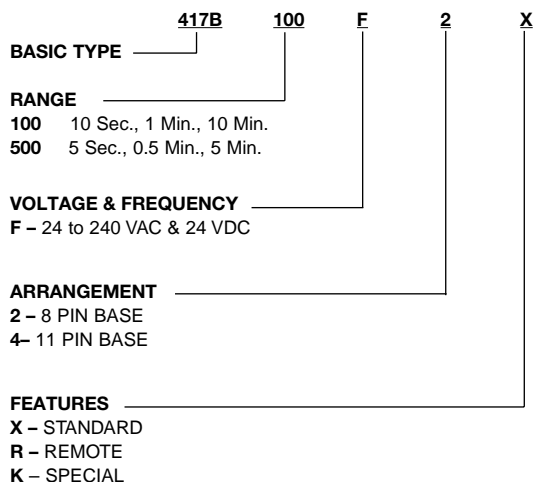 417B 100 F 2 X
BASIC TYPE
RANGE
100 10 Sec., 1 Min., 10 Min.
500 5 Sec., 0.5 Min., 5 Min.
VOLTAGE & FREQUENCY
F – 24 to 240 VAC & 24 VDC
ARRANGEMENT
2 – 8 PIN BASE
4– 11 PIN BASE
FEATURES
X – STANDARD
R – REMOTE
K – SPECIAL